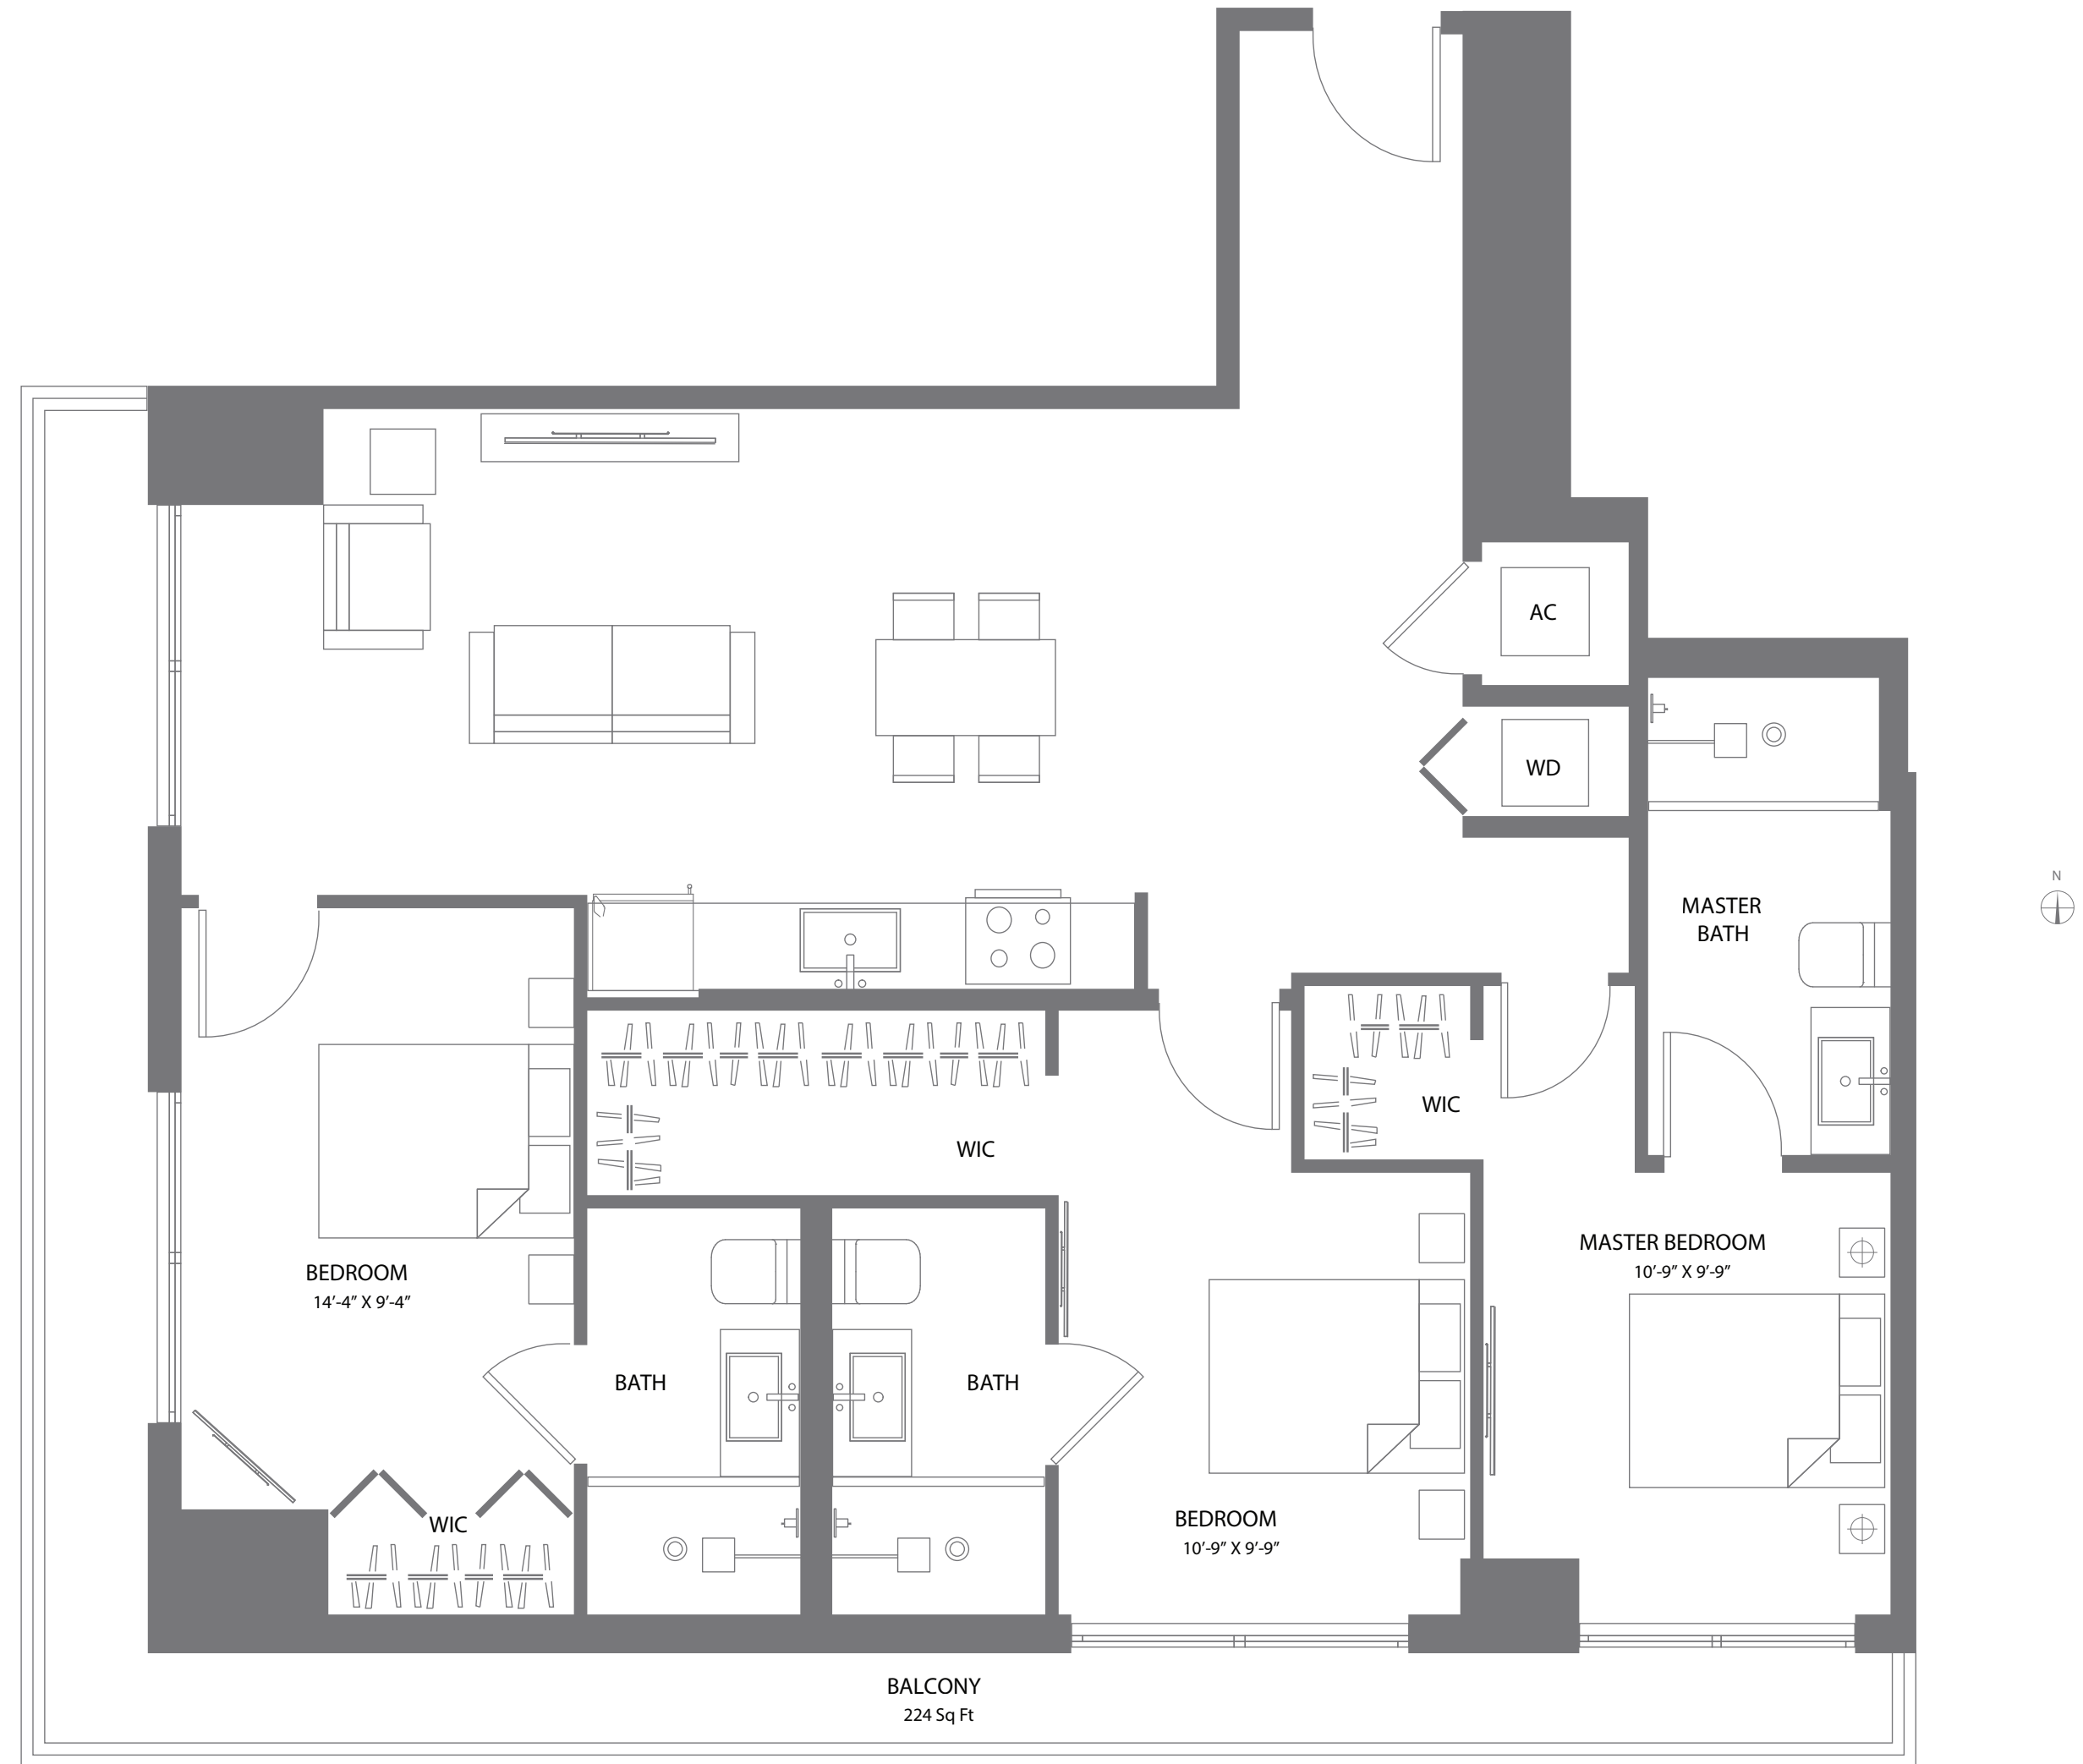 AC
WD
N
MASTER
BATH
WIC
WIC
MASTER BEDROOM
10’-9” X 9’-9”
BEDROOM
14’-4” X 9’-4”
BATH
BATH
WIC
BEDROOM
10’-9” X 9’-9”
BALCONY
224 Sq Ft